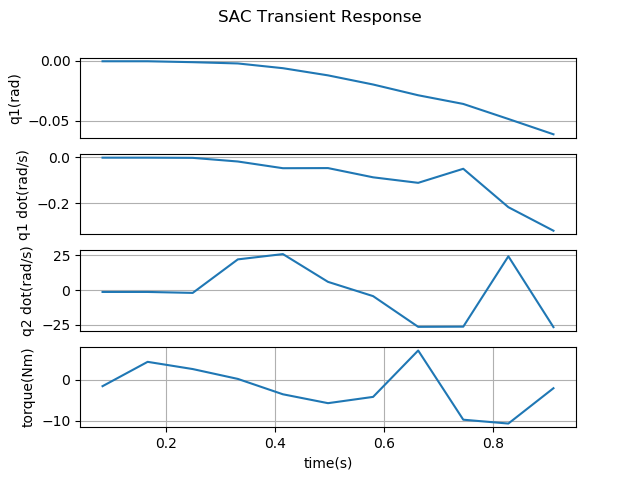 SAC Transient Response
q1(rad)
0.00
−0.05
q1 dot(rad/s)
0.0
−0.2
q2 dot(rad/s)
25
0
−25
torque(Nm)
0
−10
0.2 0.4 0.6 0.8
time(s)